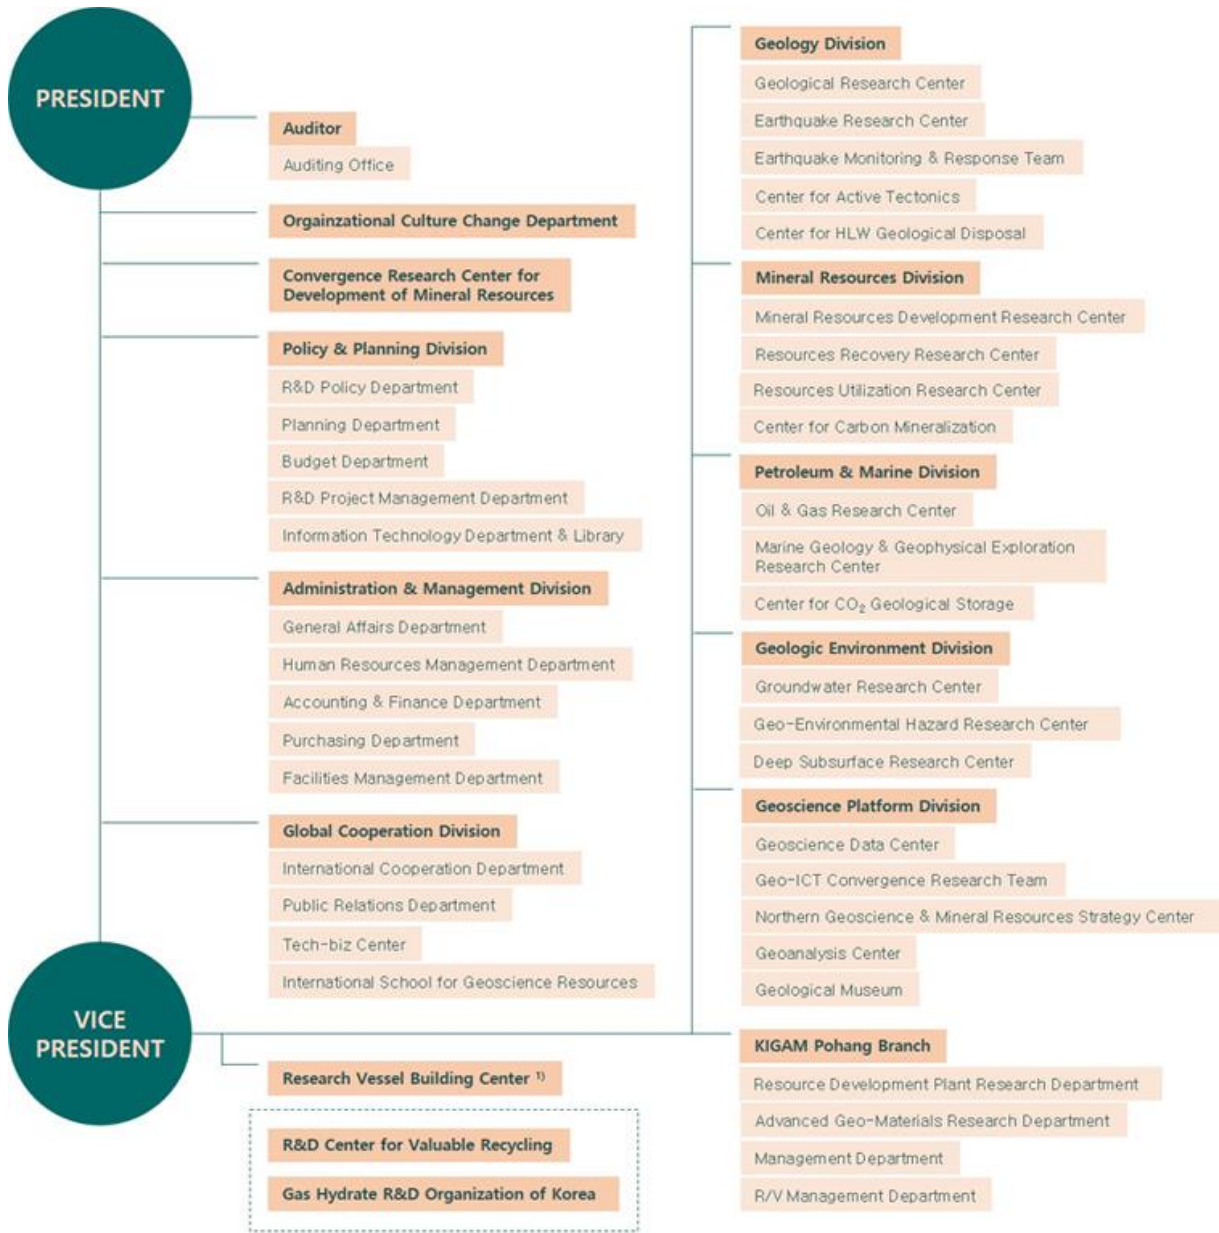 PRESIDENT
Auditor
Auditing Office
Orgainzational Culture Change Department
Convergence Research Center for
Development of Mineral Resources
Policy & Planning Division
R&D Policy Department
Planning Department
Budget Department
R&D Project Management Department
Information Technology Department & Library
Administration & Management Division
General Affairs Department
Human Resources Management Department
Accounting & Finance Department
Purchasing Department
Facilities Management Department
Global Cooperation Division
International Cooperation Department
Public Relations Department
Tech-biz Center
International School for Geoscience Resources
VICE
PRESIDENT
Research Vessel Building Center ¹⁾
R&D Center for Valuable Recycling
Gas Hydrate R&D Organization of Korea
Geology Division
Geological Research Center
Earthquake Research Center
Earthquake Monitoring & Response Team
Center for Active Tectonics
Center for HLW Geological Disposal
Mineral Resources Division
Mineral Resources Development Research Center
Resources Recovery Research Center
Resources Utilization Research Center
Center for Carbon Mineralization
Petroleum & Marine Division
Oil & Gas Research Center
Marine Geology & Geophysical Exploration
Research Center
Center for CO₂ Geological Storage
Geologic Environment Division
Groundwater Research Center
Geo-Environmental Hazard Research Center
Deep Subsurface Research Center
Geoscience Platform Division
Geoscience Data Center
Geo-ICT Convergence Research Team
Northern Geoscience & Mineral Resources Strategy Center
Geoanalysis Center
Geological Museum
KIGAM Pohang Branch
Resource Development Plant Research Department
Advanced Geo-Materials Research Department
Management Department
R/V Management Department